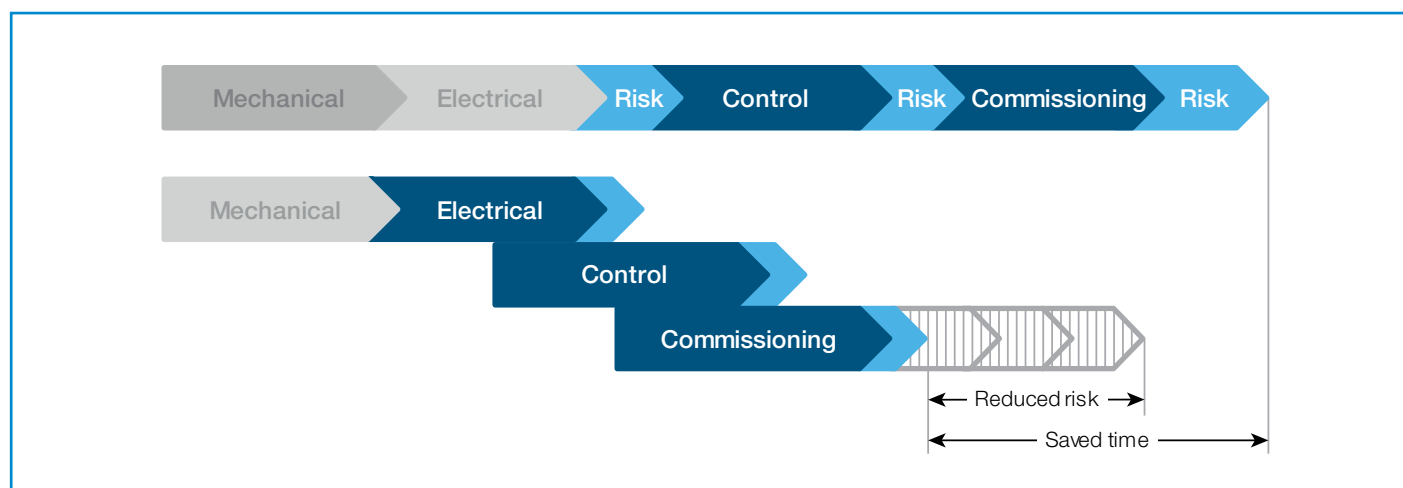 Mechanical Electrical Risk Control Risk Commissioning Risk
Mechanical Electrical
Control
Commissioning
Reduced risk
Saved time